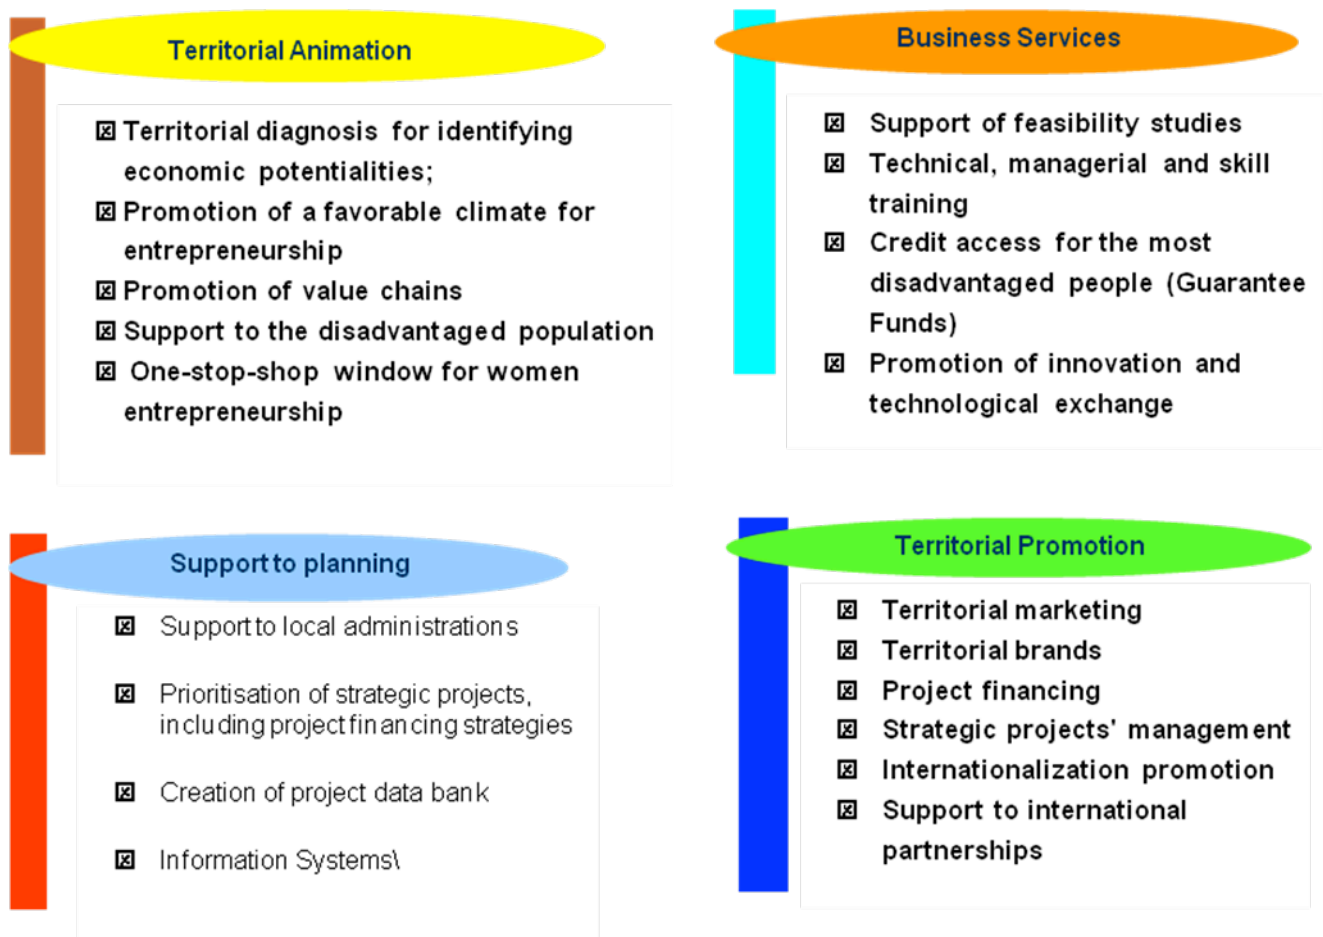 Territorial Animation
Territorial diagnosis for identifying
economic potentialities;
Promotion of a favorable climate for
entrepreneurship
Promotion of value chains
Support to the disadvantaged population
One-stop-shop window for women
entrepreneurship
Business Services
Support of feasibility studies
Technical, managerial and skill
training
Credit access for the most
disadvantaged people (Guarantee
Funds)
Promotion of innovation and
technological exchange
Support to planning
Support to local administrations
Prioritisation of strategic projects,
including project financing strategies
Creation of project data bank
Information Systems\
Territorial Promotion
Territorial marketing
Territorial brands
Project financing
Strategic projects' management
Internationalization promotion
Support to international
partnerships